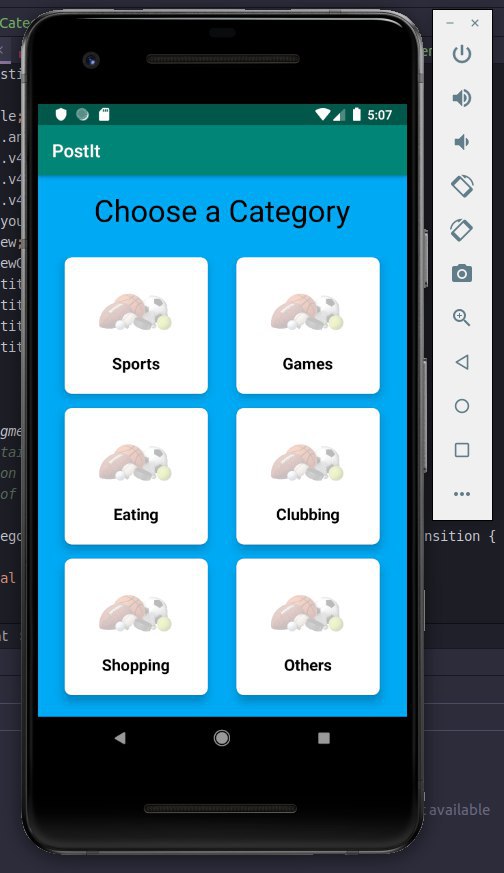 5:07
PostIt
Choose a Category
Sports
Games
Eating
Clubbing
Shopping
Others
Cate
sti
le;
.an
.v4
.v4
.v4
you
ew;
ewC
tit
tit
tit
tit
gme
tai
on
of
ego
nsition {
al
available